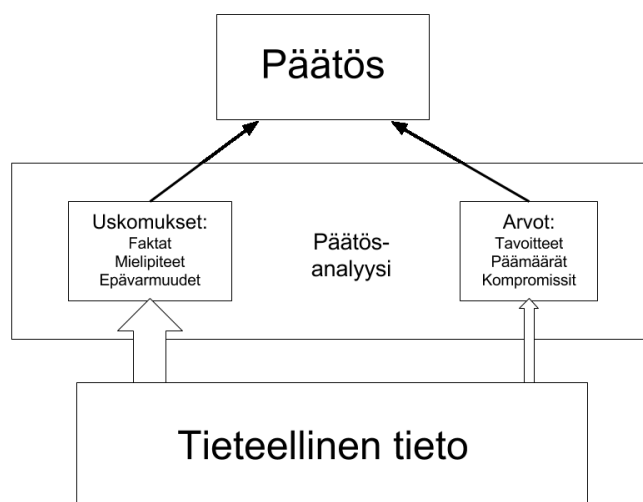 Päätös
Uskomukset:
Faktat
Mielipiteet
Epävarmuudet
Päätös-
analyysi
Arvot:
Tavoitteet
Päämäärät
Kompromissit
Tieteellinen tieto